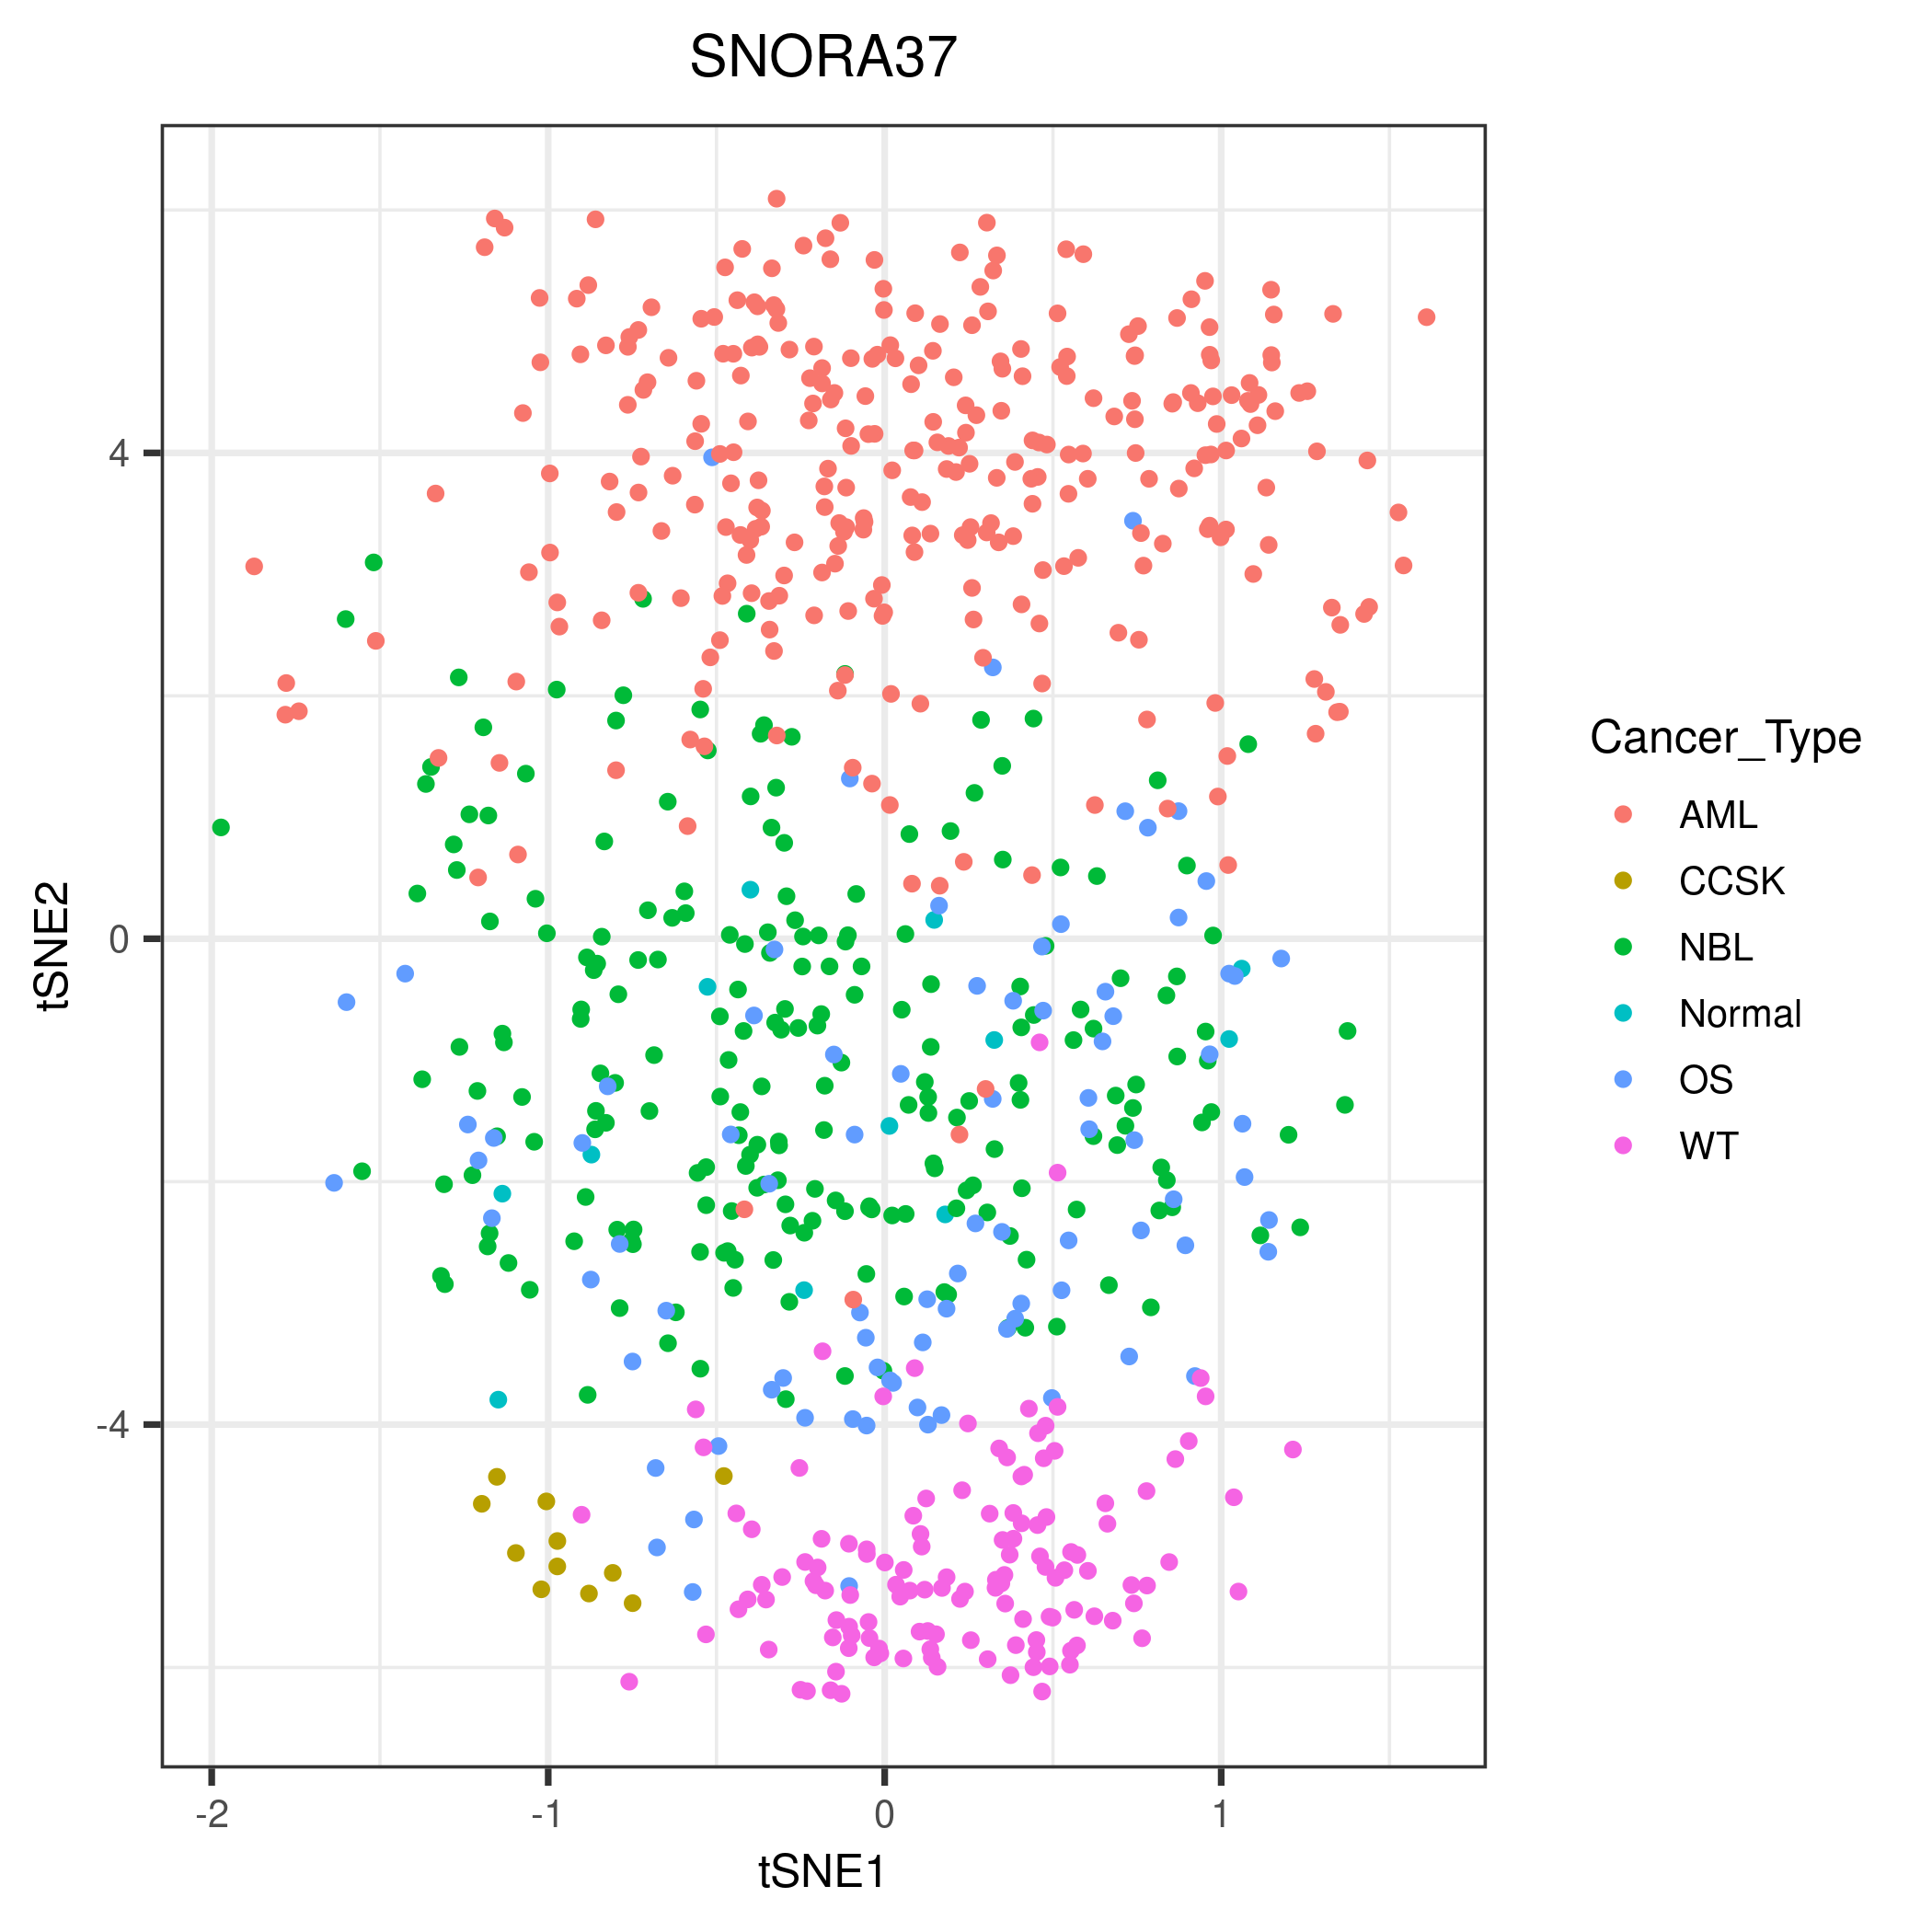 SNORA37
tSNE2
4
0
-4
-2
-1
0
1
tSNE1
Cancer_Type
AML
CCSK
NBL
Normal
OS
WT